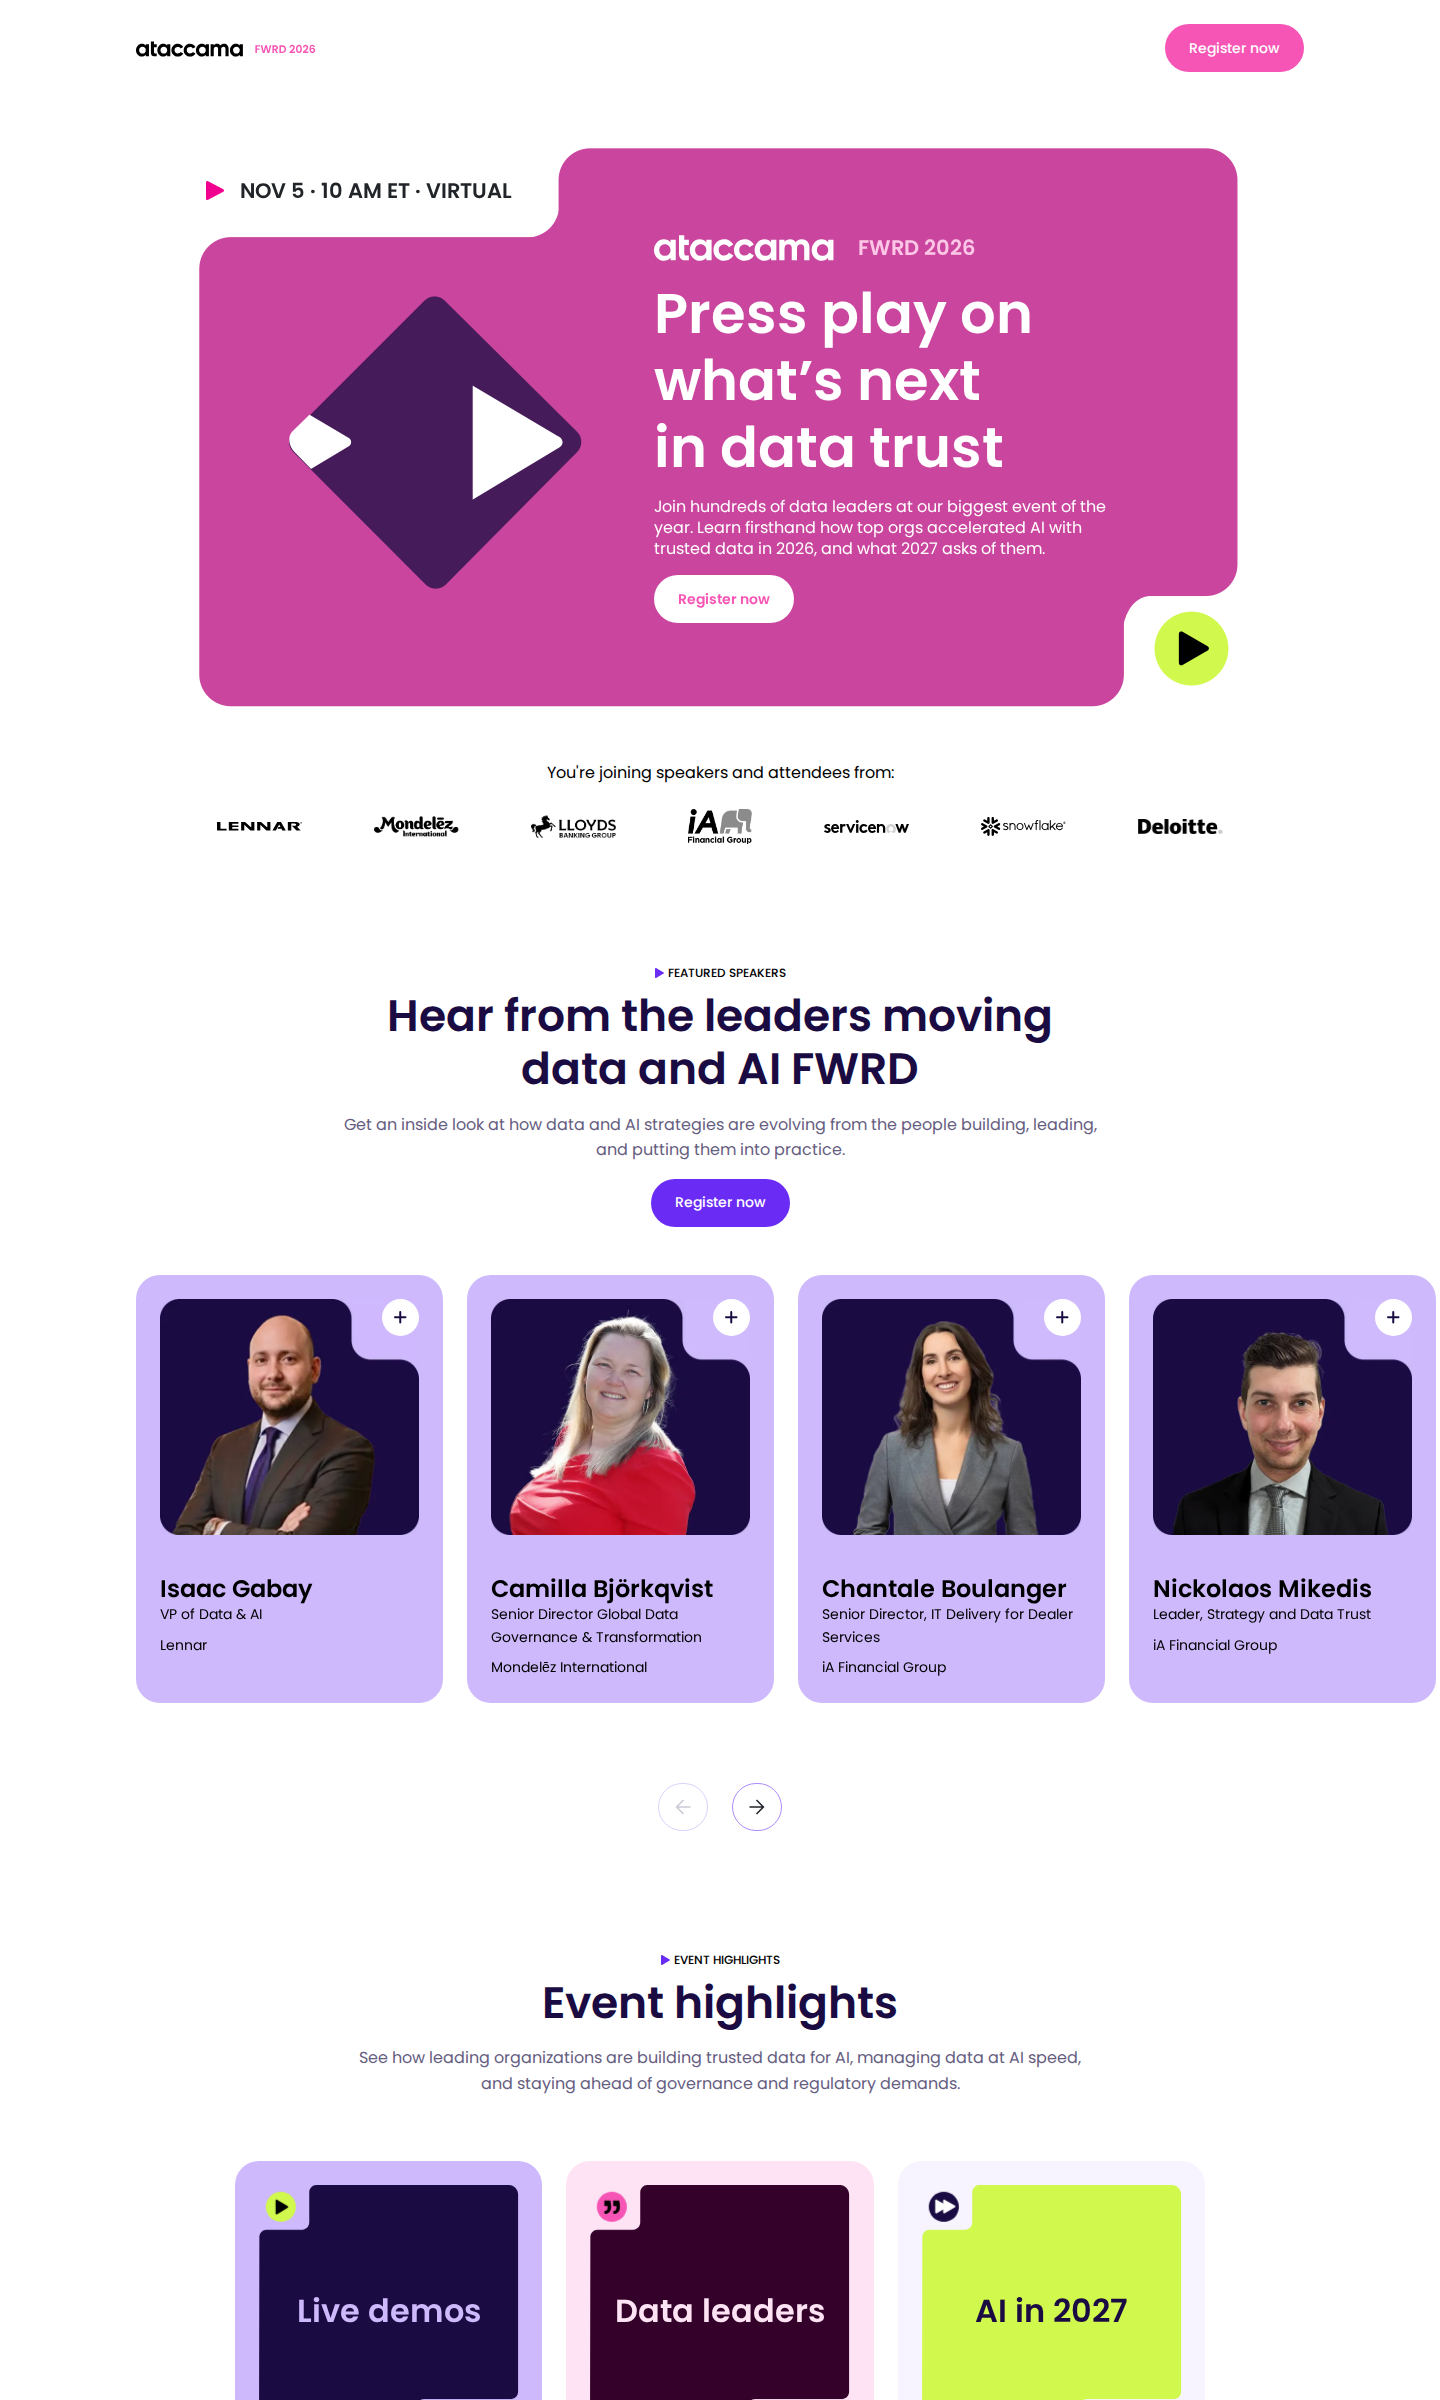 ataccama FWRD 2026
Register now
NOV 5 · 10 AM ET · VIRTUAL
ataccama FWRD 2026
Press play on
what’s next
in data trust
Join hundreds of data leaders at our biggest event of the
year. Learn firsthand how top orgs accelerated AI with
trusted data in 2026, and what 2027 asks of them.
Register now
You're joining speakers and attendees from:
LENNAR
Mondelēz International
LLOYDS BANKING GROUP
iA Financial Group
servicenow
snowflake
Deloitte.
FEATURED SPEAKERS
Hear from the leaders moving
data and AI FWRD
Get an inside look at how data and AI strategies are evolving from the people building, leading,
and putting them into practice.
Register now
Isaac Gabay
VP of Data & AI
Lennar
Camilla Björkqvist
Senior Director Global Data
Governance & Transformation
Mondelēz International
Chantale Boulanger
Senior Director, IT Delivery for Dealer
Services
iA Financial Group
Nickolaos Mikedis
Leader, Strategy and Data Trust
iA Financial Group
EVENT HIGHLIGHTS
Event highlights
See how leading organizations are building trusted data for AI, managing data at AI speed,
and staying ahead of governance and regulatory demands.
Live demos
Data leaders
AI in 2027